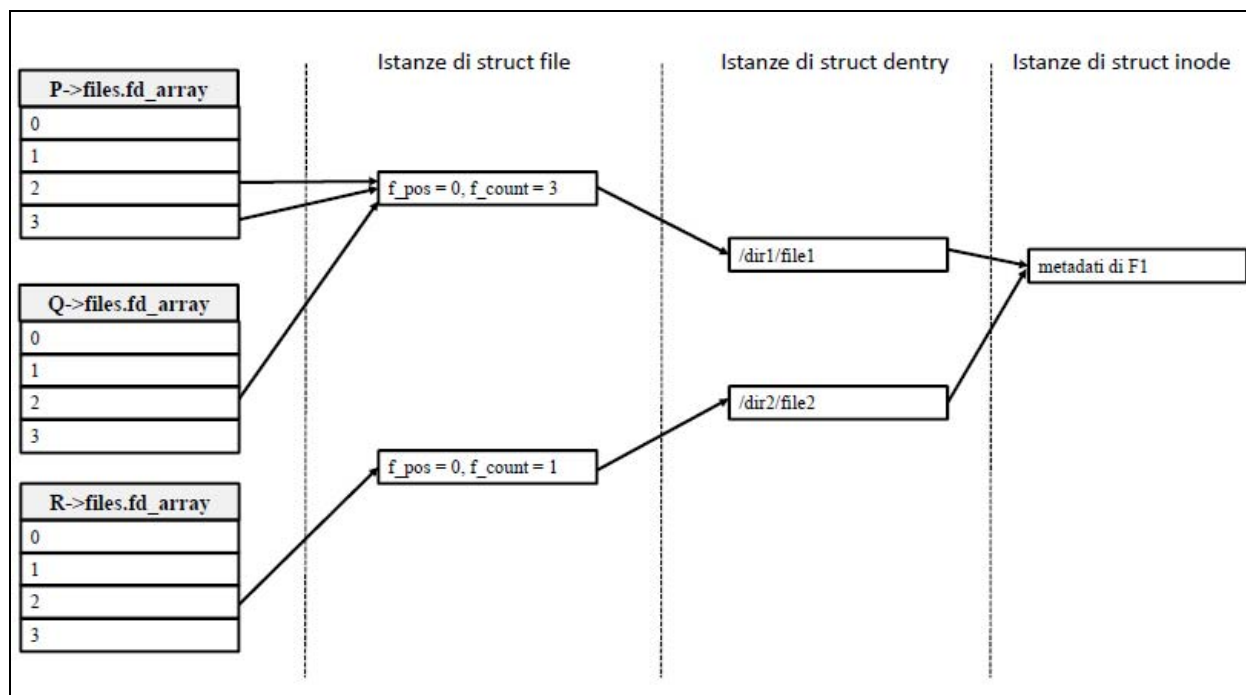 Istanze di struct file
Istanze di struct dentry
Istanze di struct inode
P->files.fd_array
0
1
2
3
Q->files.fd_array
0
1
2
3
R->files.fd_array
0
1
2
3
f_pos = 0, f_count = 3
f_pos = 0, f_count = 1
/dir1/file1
/dir2/file2
metadati di F1